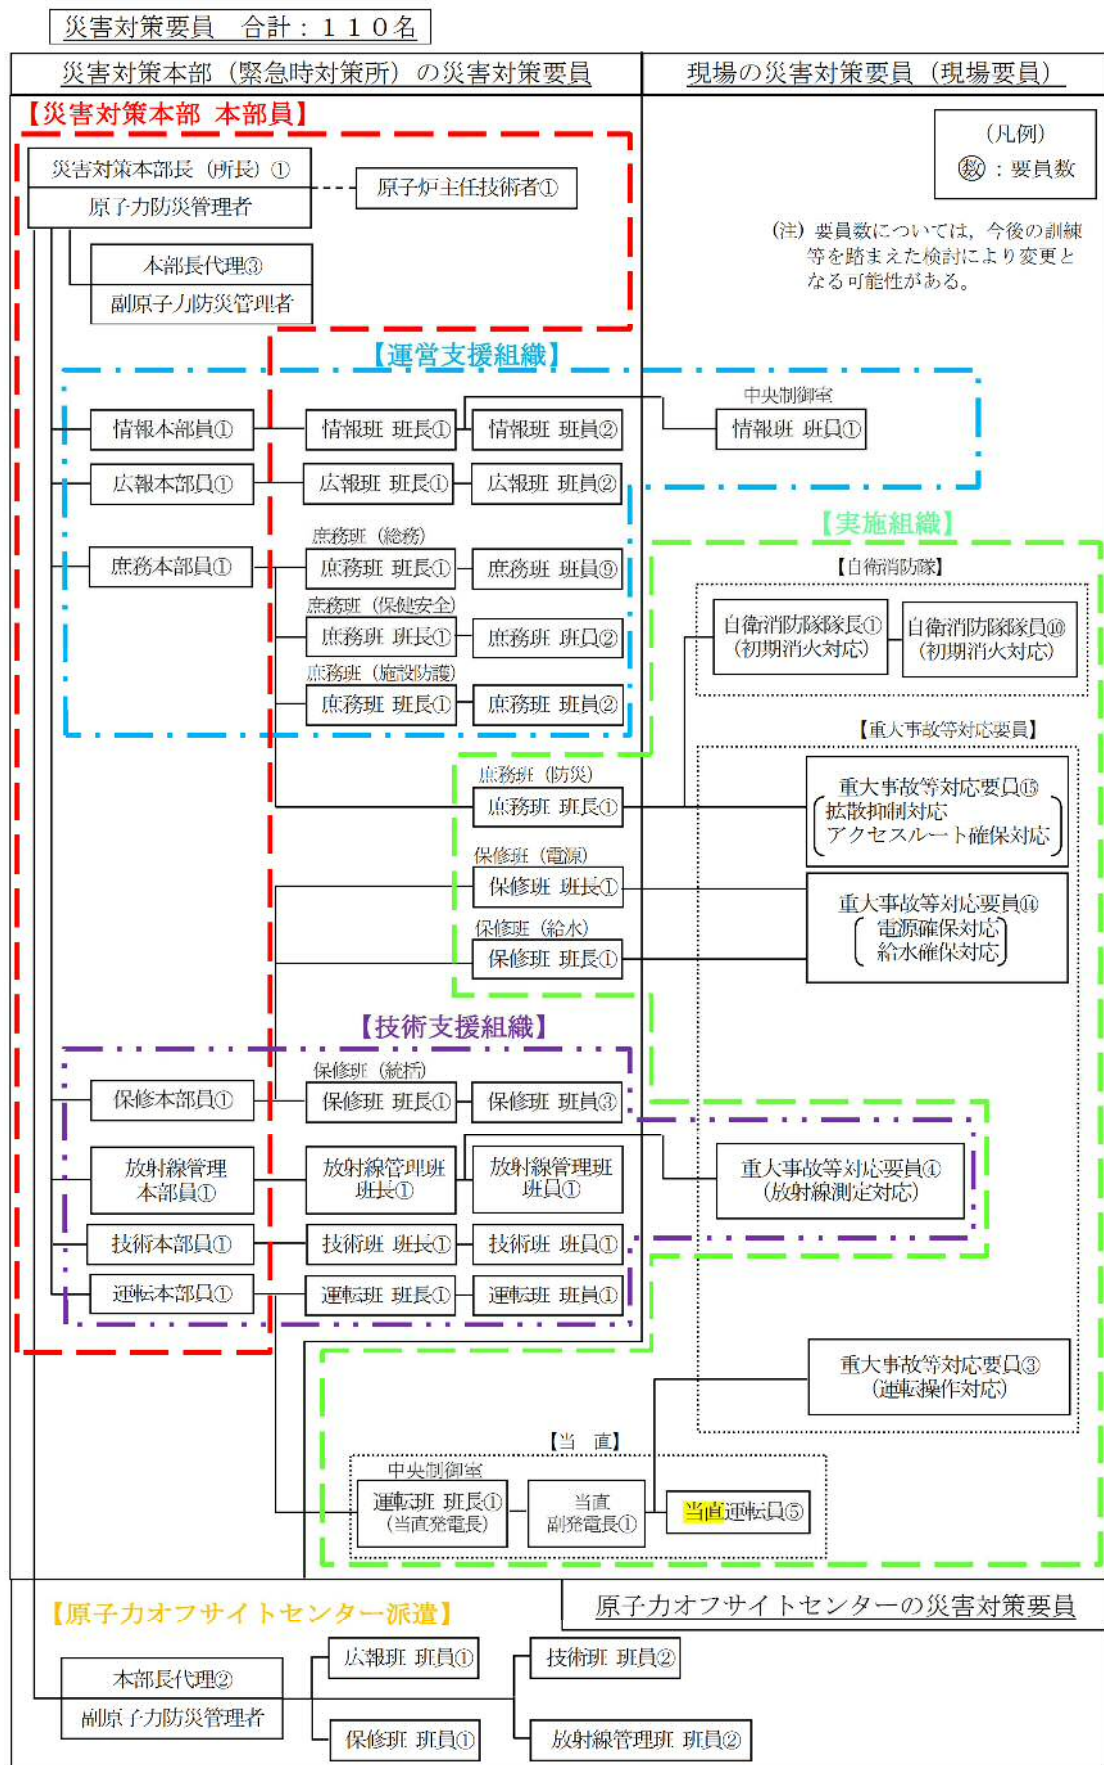 災害対策要員　合計：１１０名
災害対策本部（緊急時対策所）の災害対策要員
現場の災害対策要員（現場要員）
【災害対策本部 本部員】
(凡例)
㊙数：要員数
災害対策本部長（所長）①
原子力防災管理者
原子炉主任技術者①
(注) 要員数については，今後の訓練
等を踏まえた検討により変更と
なる可能性がある。
本部長代理③
副原子力防災管理者
【運営支援組織】
中央制御室
情報本部員①
情報班 班長①
情報班 班員②
情報班 班員①
広報本部員①
広報班 班長①
広報班 班員②
【実施組織】
庶務班（総務）
庶務本部員①
庶務班 班長①
庶務班 班員⑨
【自衛消防隊】
庶務班（保健安全）
庶務班 班長①
庶務班 班員②
自衛消防隊隊長①
(初期消火対応)
自衛消防隊隊員⑩
(初期消火対応)
庶務班（施設防護）
庶務班 班長①
庶務班 班員②
【重大事故等対応要員】
庶務班（防災）
庶務班 班長①
重大事故等対応要員⑮
拡散抑制対応
アクセスルート確保対応
保修班（電源）
保修班 班長①
保修班（給水）
保修班 班長①
重大事故等対応要員⑭
電源確保対応
給水確保対応
【技術支援組織】
保修班（統括）
保修本部員①
保修班 班長①
保修班 班員③
放射線管理
本部員①
放射線管理班
班長①
放射線管理班
班員①
重大事故等対応要員④
(放射線測定対応)
技術本部員①
技術班 班長①
技術班 班員①
運転本部員①
運転班 班長①
運転班 班員①
重大事故等対応要員③
(運転操作対応)
【当　直】
中央制御室
運転班 班長①
(当直発電長)
当直
副発電長①
当直運転員⑤
【原子力オフサイトセンター派遣】
原子力オフサイトセンターの災害対策要員
広報班 班員①
技術班 班員②
本部長代理②
副原子力防災管理者
保修班 班員①
放射線管理班 班員②